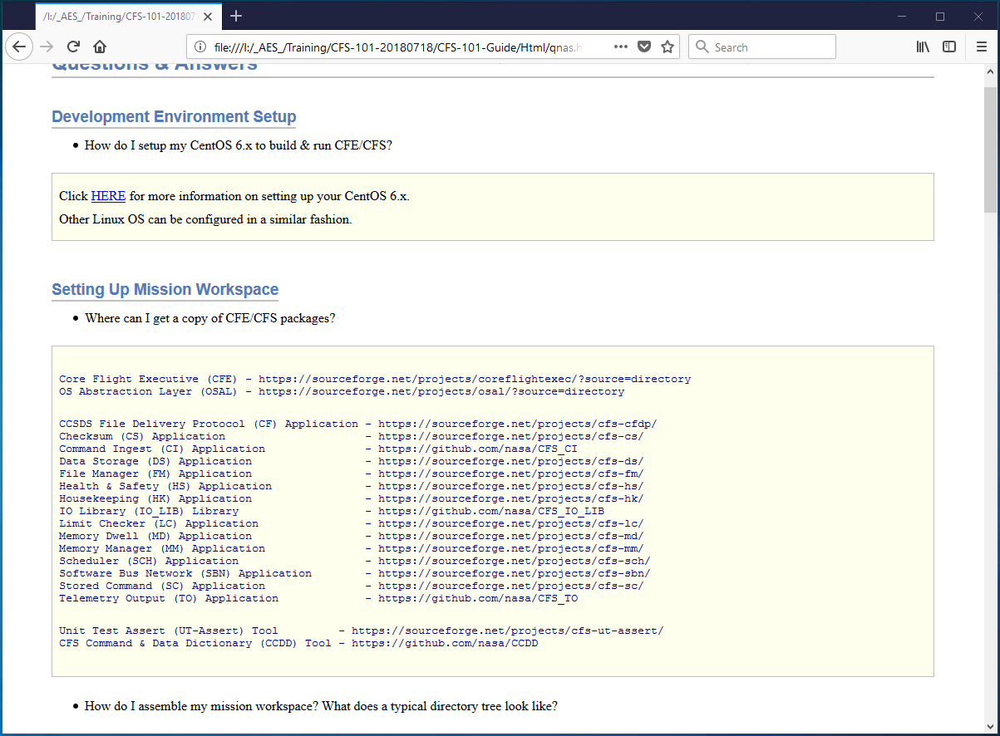 /I:/_AES_/Training/CFS-101-201807
file:///I:/_AES_/Training/CFS-101-20180718/CFS-101-Guide/Html/qnas.h
Search
Questions & Answers
Development Environment Setup
• How do I setup my CentOS 6.x to build & run CFE/CFS?
Click HERE for more information on setting up your CentOS 6.x.
Other Linux OS can be configured in a similar fashion.
Setting Up Mission Workspace
• Where can I get a copy of CFE/CFS packages?
Core Flight Executive (CFE) - https://sourceforge.net/projects/coreflightexec/?source=directory
OS Abstraction Layer (OSAL) - https://sourceforge.net/projects/osal/?source=directory
CCSDS File Delivery Protocol (CF) Application - https://sourceforge.net/projects/cfs-cfdp/
Checksum (CS) Application - https://sourceforge.net/projects/cfs-cs/
Command Ingest (CI) Application - https://github.com/nasa/CFS_CI
Data Storage (DS) Application - https://sourceforge.net/projects/cfs-ds/
File Manager (FM) Application - https://sourceforge.net/projects/cfs-fm/
Health & Safety (HS) Application - https://sourceforge.net/projects/cfs-hs/
Housekeeping (HK) Application - https://sourceforge.net/projects/cfs-hk/
IO Library (IO_LIB) Library - https://github.com/nasa/CFS_IO_LIB
Limit Checker (LC) Application - https://sourceforge.net/projects/cfs-lc/
Memory Dwell (MD) Application - https://sourceforge.net/projects/cfs-md/
Memory Manager (MM) Application - https://sourceforge.net/projects/cfs-mm/
Scheduler (SCH) Application - https://sourceforge.net/projects/cfs-sch/
Software Bus Network (SBN) Application - https://sourceforge.net/projects/cfs-sbn/
Stored Command (SC) Application - https://sourceforge.net/projects/cfs-sc/
Telemetry Output (TO) Application - https://github.com/nasa/CFS_TO
Unit Test Assert (UT-Assert) Tool - https://sourceforge.net/projects/cfs-ut-assert/
CFS Command & Data Dictionary (CCDD) Tool - https://github.com/nasa/CCDD
• How do I assemble my mission workspace? What does a typical directory tree look like?